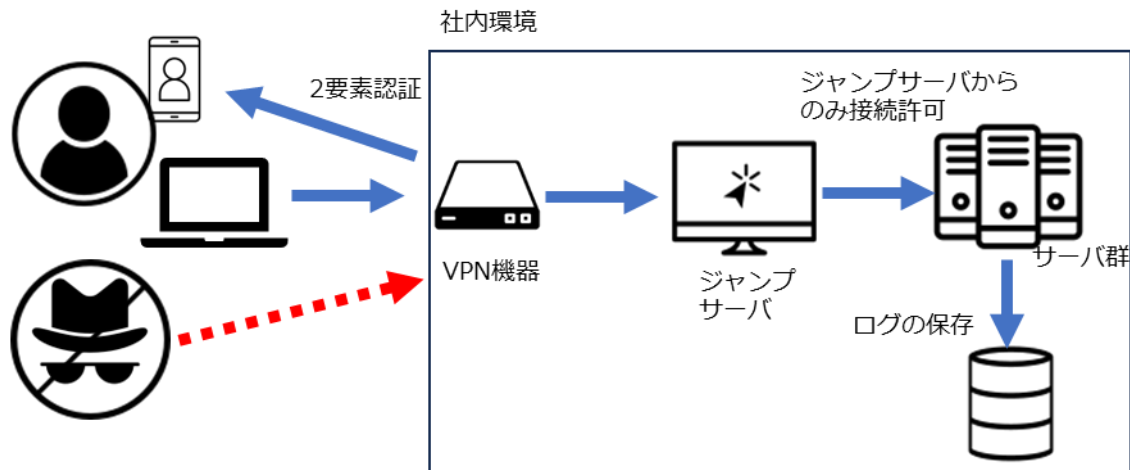 社内環境
2要素認証
ジャンプサーバから
のみ接続許可
VPN機器
ジャンプ
サーバ
サーバ群
ログの保存